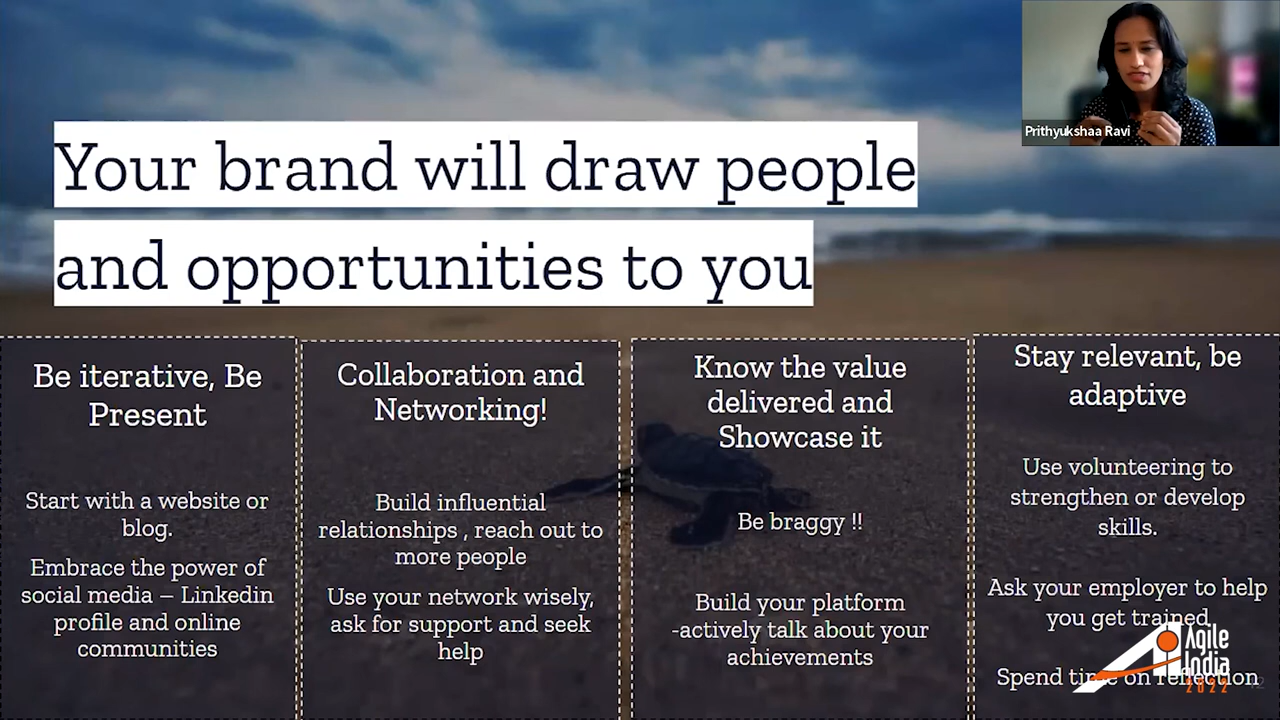 Prithyukshaa Ravi
Your brand will draw people
and opportunities to you
Be iterative, Be
Present
Start with a website or
blog.
Embrace the power of
social media – Linkedin
profile and online
communities
Collaboration and
Networking!
Build influential
relationships , reach out to
more people
Use your network wisely,
ask for support and seek
help
Know the value
delivered and
Showcase it
Be braggy !!
Build your platform
-actively talk about your
achievements
Stay relevant, be
adaptive
Use volunteering to
strengthen or develop
skills.
Ask your employer to help
you get trained
Spend time on reflection
Agile
India
2022
12